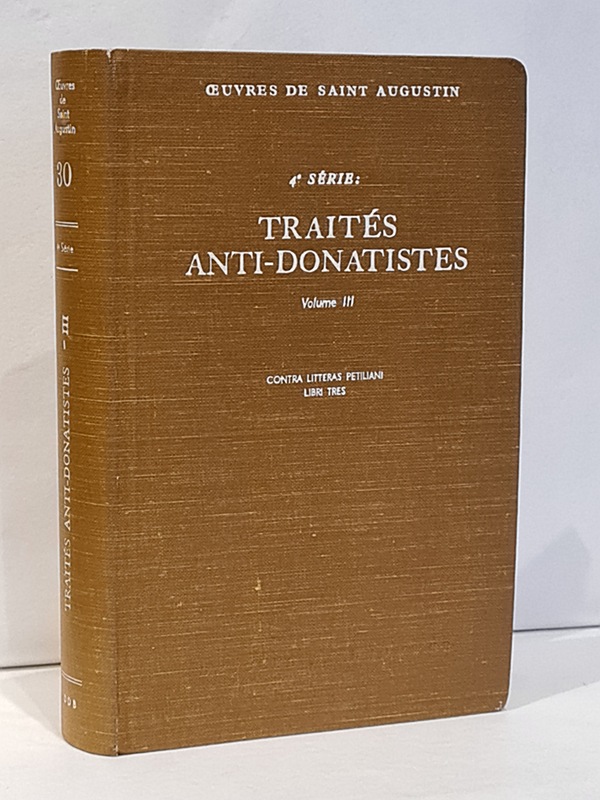 ŒUVRES DE SAINT AUGUSTIN
4e SÉRIE:
TRAITÉS
ANTI-DONATISTES
Volume III
CONTRA LITTERAS PETILIANI
LIBRI TRES
Œuvres
de
Saint
Augustin
30
4e Série
TRAITÉS ANTI-DONATISTES - III
DDB